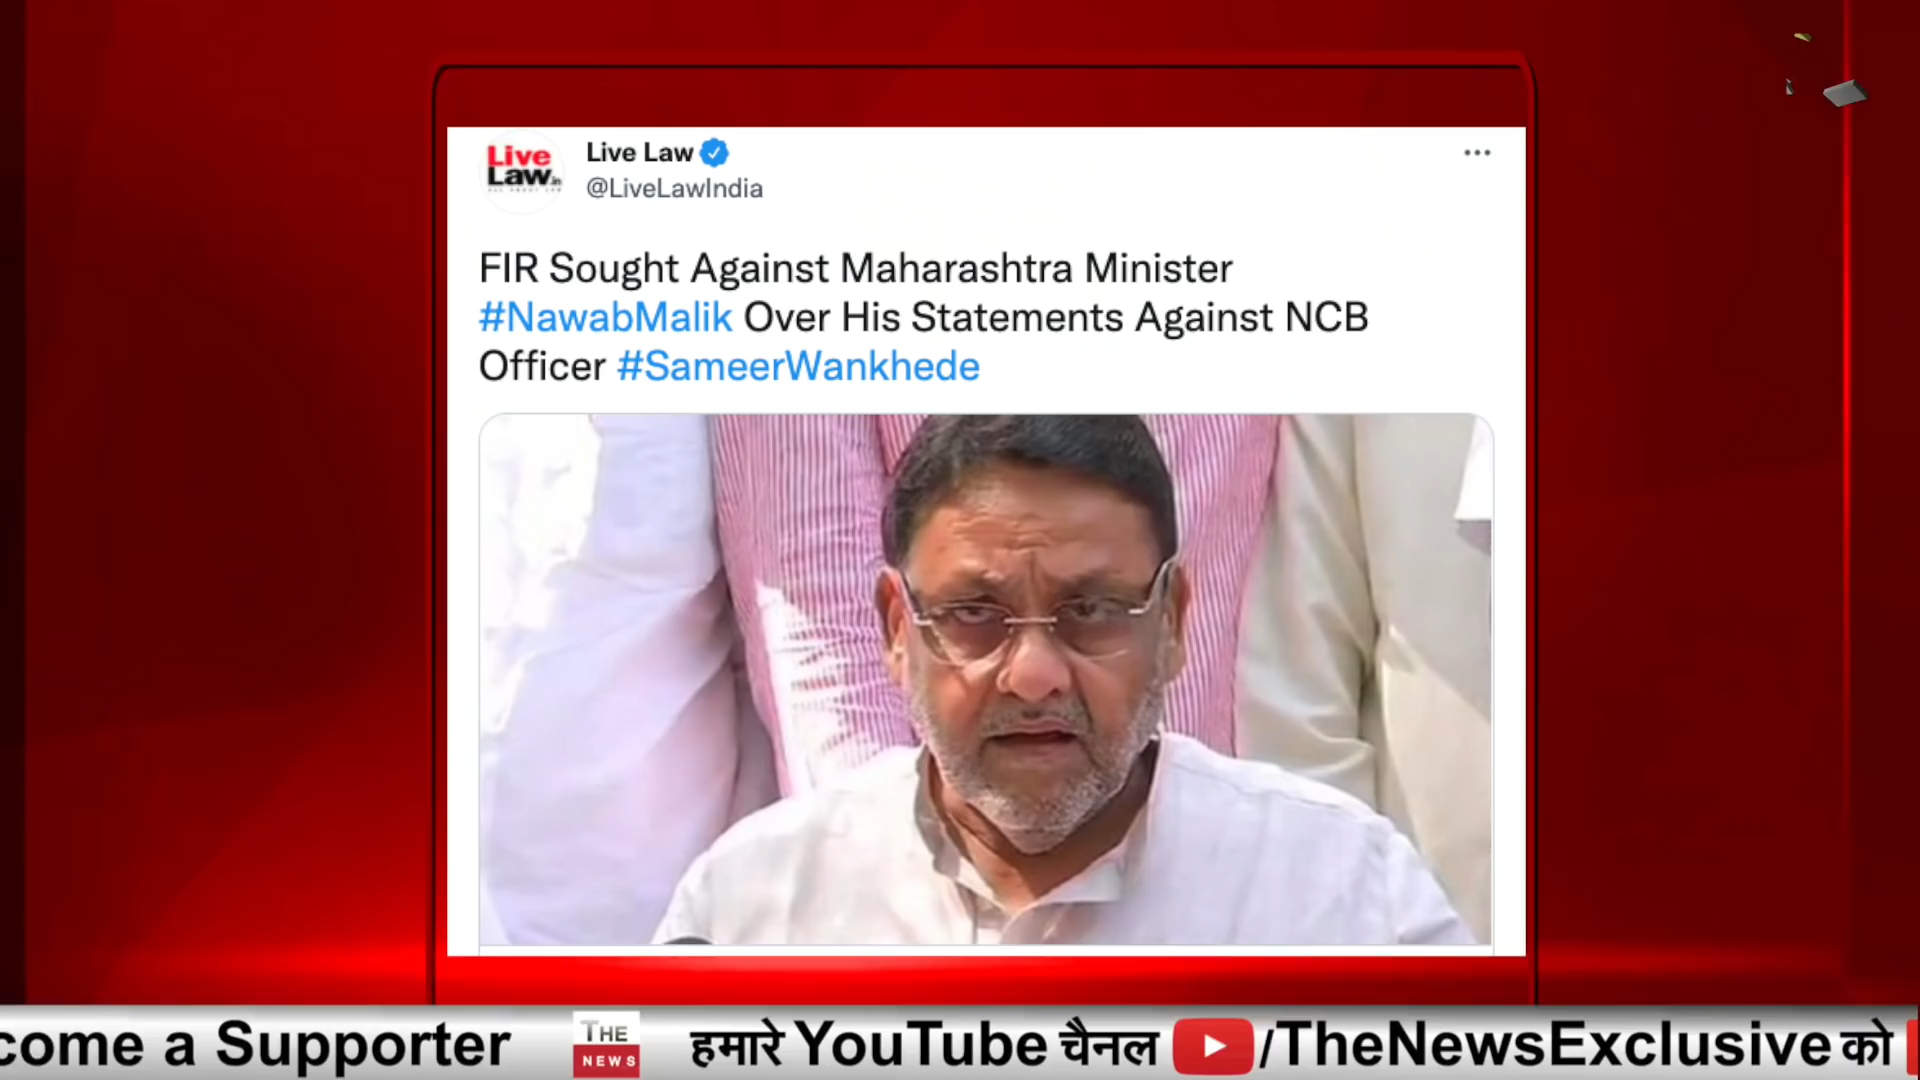 Live
Law.in
Live Law
@LiveLawIndia
FIR Sought Against Maharashtra Minister
#NawabMalik Over His Statements Against NCB
Officer #SameerWankhede
come a Supporter THE NEWS हमारे YouTube चैनल /TheNewsExclusive को